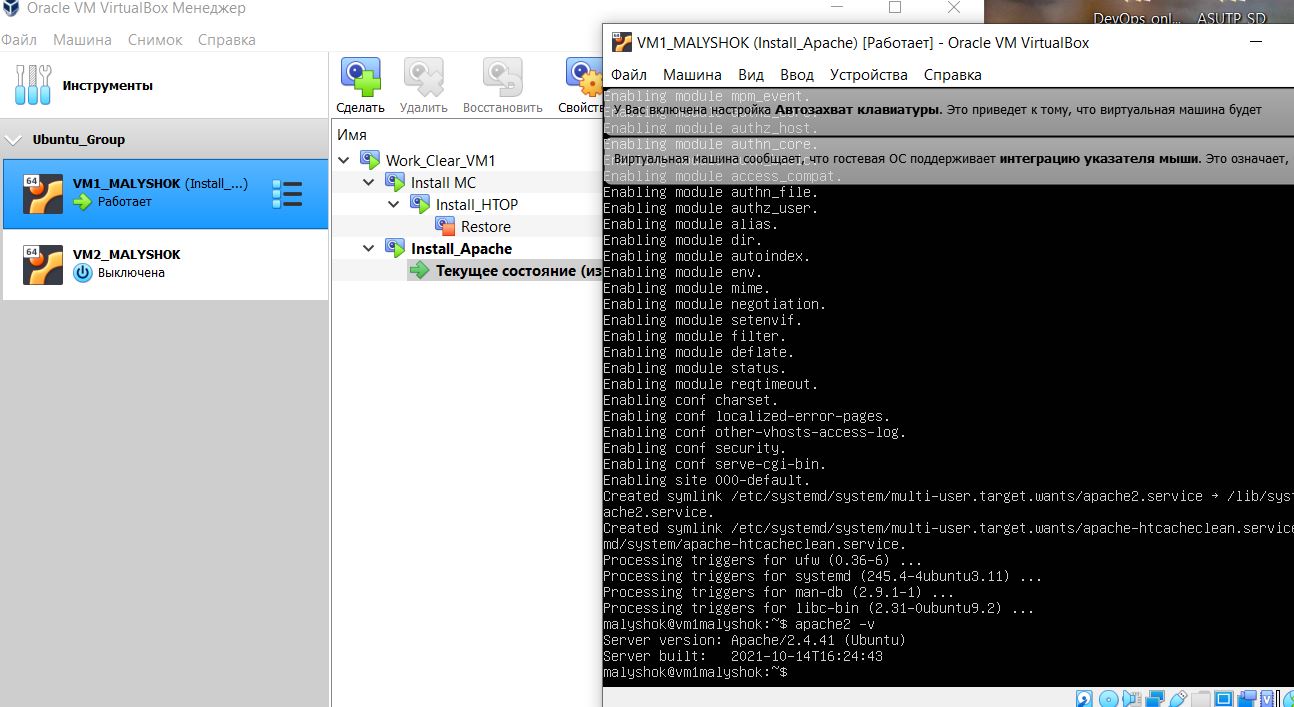 Oracle VM VirtualBox Менеджер
Файл Машина Снимок Справка
Инструменты
Ubuntu_Group
64
VM1_MALYSHOK (Install_...)
Работает
64
VM2_MALYSHOK
Выключена
Сделать Удалить Восстановить Свойств
Имя
Work_Clear_VM1
Install MC
Install_HTOP
Restore
Install_Apache
Текущее состояние (из
DevOps_onl... ASUTP_SD
VM1_MALYSHOK (Install_Apache) [Работает] - Oracle VM VirtualBox
Файл Машина Вид Ввод Устройства Справка
Enabling module mpm_event.
У Вас включена настройка Автозахват клавиатуры. Это приведет к тому, что виртуальная машина будет
Enabling module authz_host.
Enabling module authn_core.
Виртуальная машина сообщает, что гостевая ОС поддерживает интеграцию указателя мыши. Это означает,
Enabling module access_compat.
Enabling module authn_file.
Enabling module authz_user.
Enabling module alias.
Enabling module dir.
Enabling module autoindex.
Enabling module env.
Enabling module mime.
Enabling module negotiation.
Enabling module setenvif.
Enabling module filter.
Enabling module deflate.
Enabling module status.
Enabling module reqtimeout.
Enabling conf charset.
Enabling conf localized-error-pages.
Enabling conf other-vhosts-access-log.
Enabling conf security.
Enabling conf serve-cgi-bin.
Enabling site 000-default.
Created symlink /etc/systemd/system/multi-user.target.wants/apache2.service → /lib/syst
ache2.service.
Created symlink /etc/systemd/system/multi-user.target.wants/apache-htcacheclean.service
md/system/apache-htcacheclean.service.
Processing triggers for ufw (0.36-6) ...
Processing triggers for systemd (245.4-4ubuntu3.11) ...
Processing triggers for man-db (2.9.1-1) ...
Processing triggers for libc-bin (2.31-0ubuntu9.2) ...
malyshok@vm1malyshok:~$ apache2 -v
Server version: Apache/2.4.41 (Ubuntu)
Server built:   2021-10-14T16:24:43
malyshok@vm1malyshok:~$